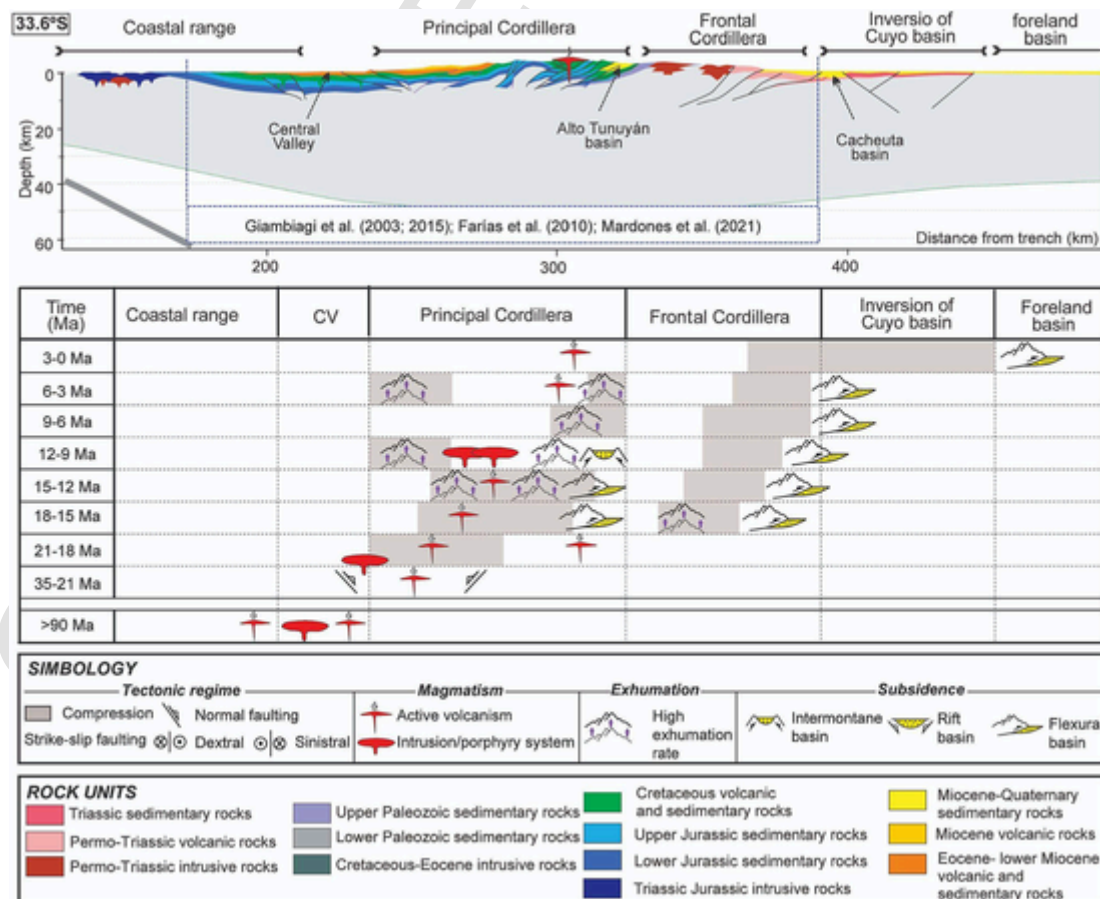 33.6ºS
Coastal range
Principal Cordillera
Frontal
Cordillera
Inversio of
Cuyo basin
foreland
basin
0
20
40
60
Depth (km)
Central
Valley
Alto Tunuyán
basin
Cacheuta
basin
Giambiagi et al. (2003; 2015); Farías et al. (2010); Mardones et al. (2021)
Distance from trench (km)
200
300
400
Time
(Ma)
Coastal range
CV
Principal Cordillera
Frontal Cordillera
Inversion of
Cuyo basin
Foreland
basin
3-0 Ma
6-3 Ma
9-6 Ma
12-9 Ma
15-12 Ma
18-15 Ma
21-18 Ma
35-21 Ma
>90 Ma
SIMBOLOGY
Tectonic regime
Compression
Normal faulting
Strike-slip faulting
Dextral
Sinistral
Magmatism
Active volcanism
Intrusion/porphyry system
Exhumation
High
exhumation
rate
Subsidence
Intermontane
basin
Rift
basin
Flexura
basin
ROCK UNITS
Triassic sedimentary rocks
Permo-Triassic volcanic rocks
Permo-Triassic intrusive rocks
Upper Paleozoic sedimentary rocks
Lower Paleozoic sedimentary rocks
Cretaceous-Eocene intrusive rocks
Cretaceous volcanic
and sedimentary rocks
Upper Jurassic sedimentary rocks
Lower Jurassic sedimentary rocks
Triassic Jurassic intrusive rocks
Miocene-Quaternary
sedimentary rocks
Miocene volcanic rocks
Eocene- lower Miocene
volcanic and
sedimentary rocks